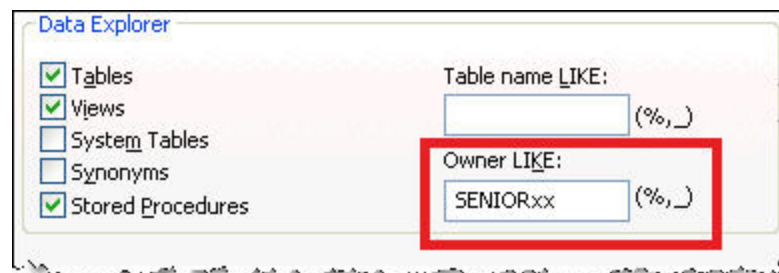 Data Explorer
Tables
Views
System Tables
Synonyms
Stored Procedures
Table name LIKE:
(%,_)
Owner LIKE:
SENIORxx (%,_)